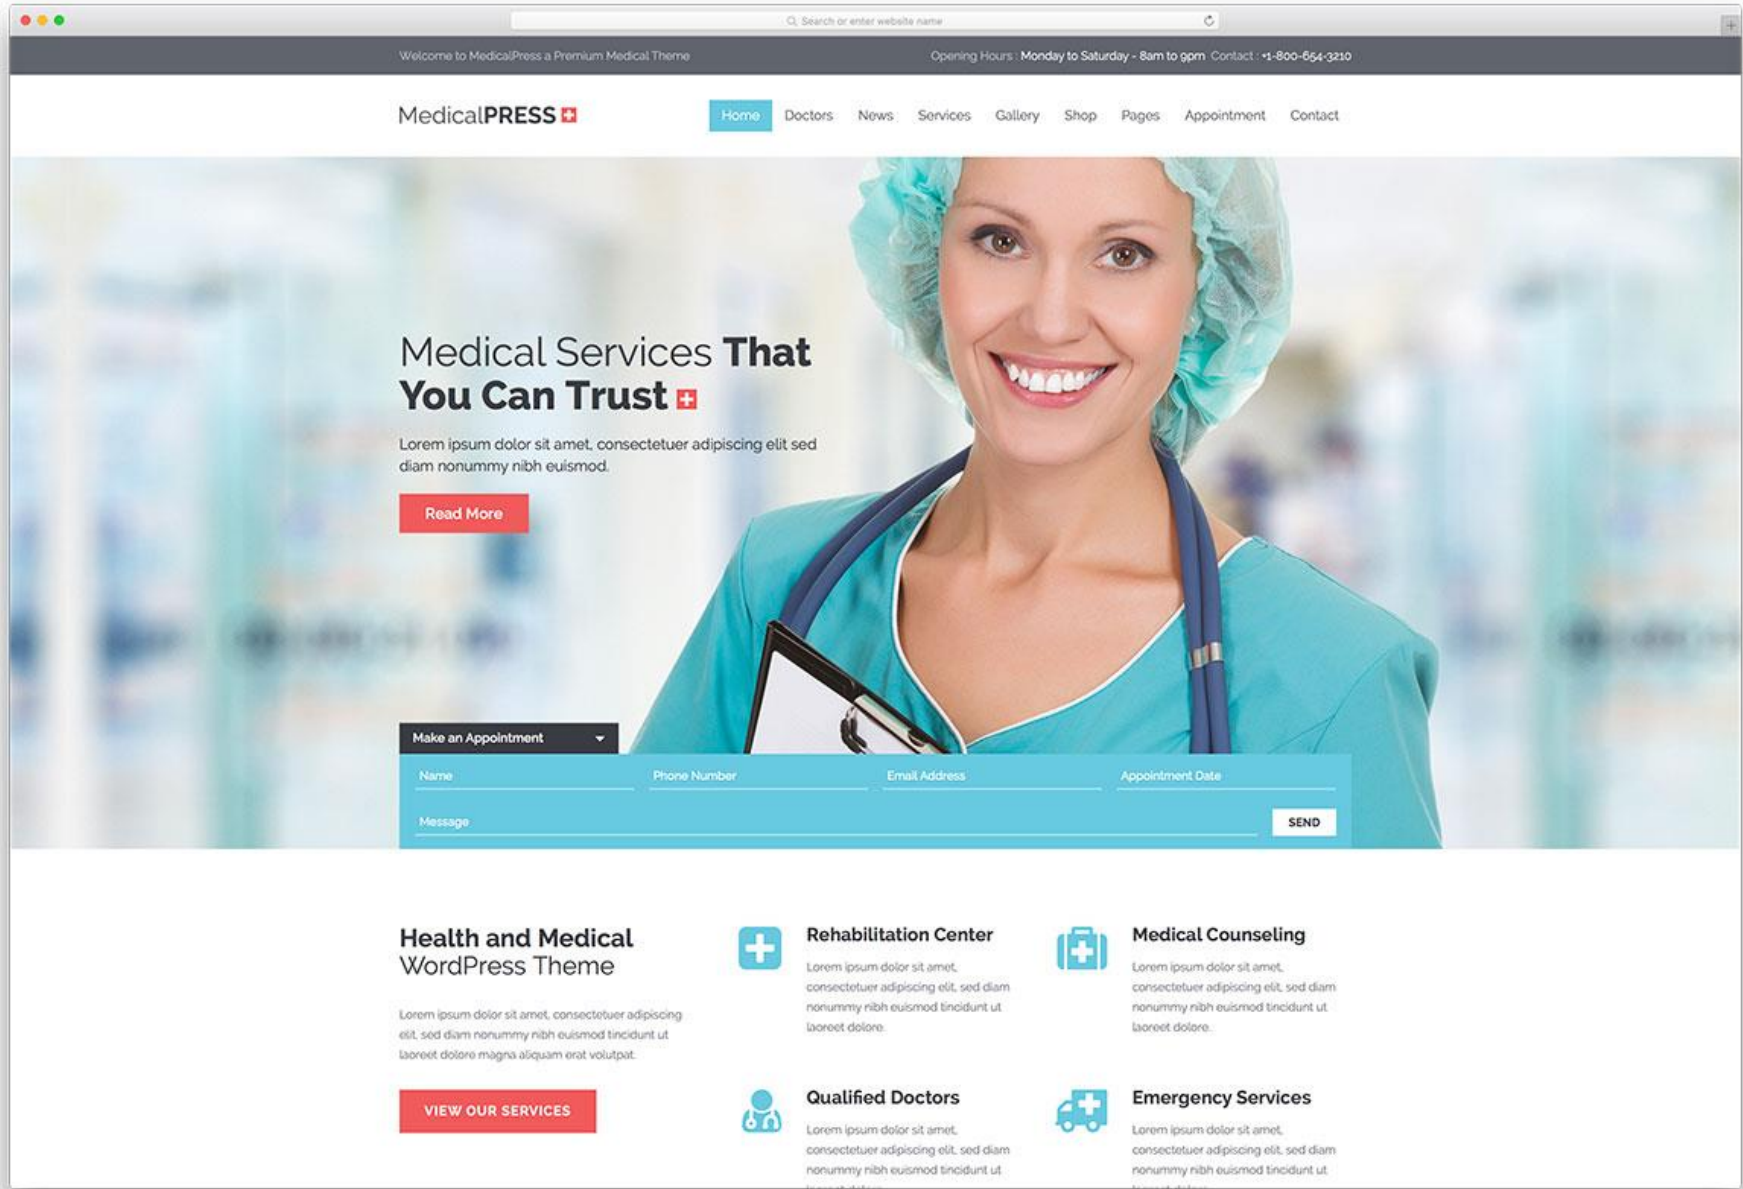 Search or enter website name
Welcome to MedicalPress a Premium Medical Theme
Opening Hours : Monday to Saturday - 8am to 9pm Contact : +1-800-654-3210
MedicalPRESS
Home Doctors News Services Gallery Shop Pages Appointment Contact
Medical Services That
You Can Trust
Lorem ipsum dolor sit amet, consectetuer adipiscing elit sed
diam nonummy nibh euismod.
Read More
Make an Appointment
Name Phone Number Email Address Appointment Date
Message SEND
Health and Medical
WordPress Theme
Lorem ipsum dolor sit amet, consectetuer adipiscing
elit, sed diam nonummy nibh euismod tincidunt ut
laoreet dolore magna aliquam erat volutpat.
VIEW OUR SERVICES
Rehabilitation Center
Lorem ipsum dolor sit amet,
consectetuer adipiscing elit, sed diam
nonummy nibh euismod tincidunt ut
laoreet dolore.
Medical Counseling
Lorem ipsum dolor sit amet,
consectetuer adipiscing elit, sed diam
nonummy nibh euismod tincidunt ut
laoreet dolore.
Qualified Doctors
Lorem ipsum dolor sit amet,
consectetuer adipiscing elit, sed diam
nonummy nibh euismod tincidunt ut
Emergency Services
Lorem ipsum dolor sit amet,
consectetuer adipiscing elit, sed diam
nonummy nibh euismod tincidunt ut